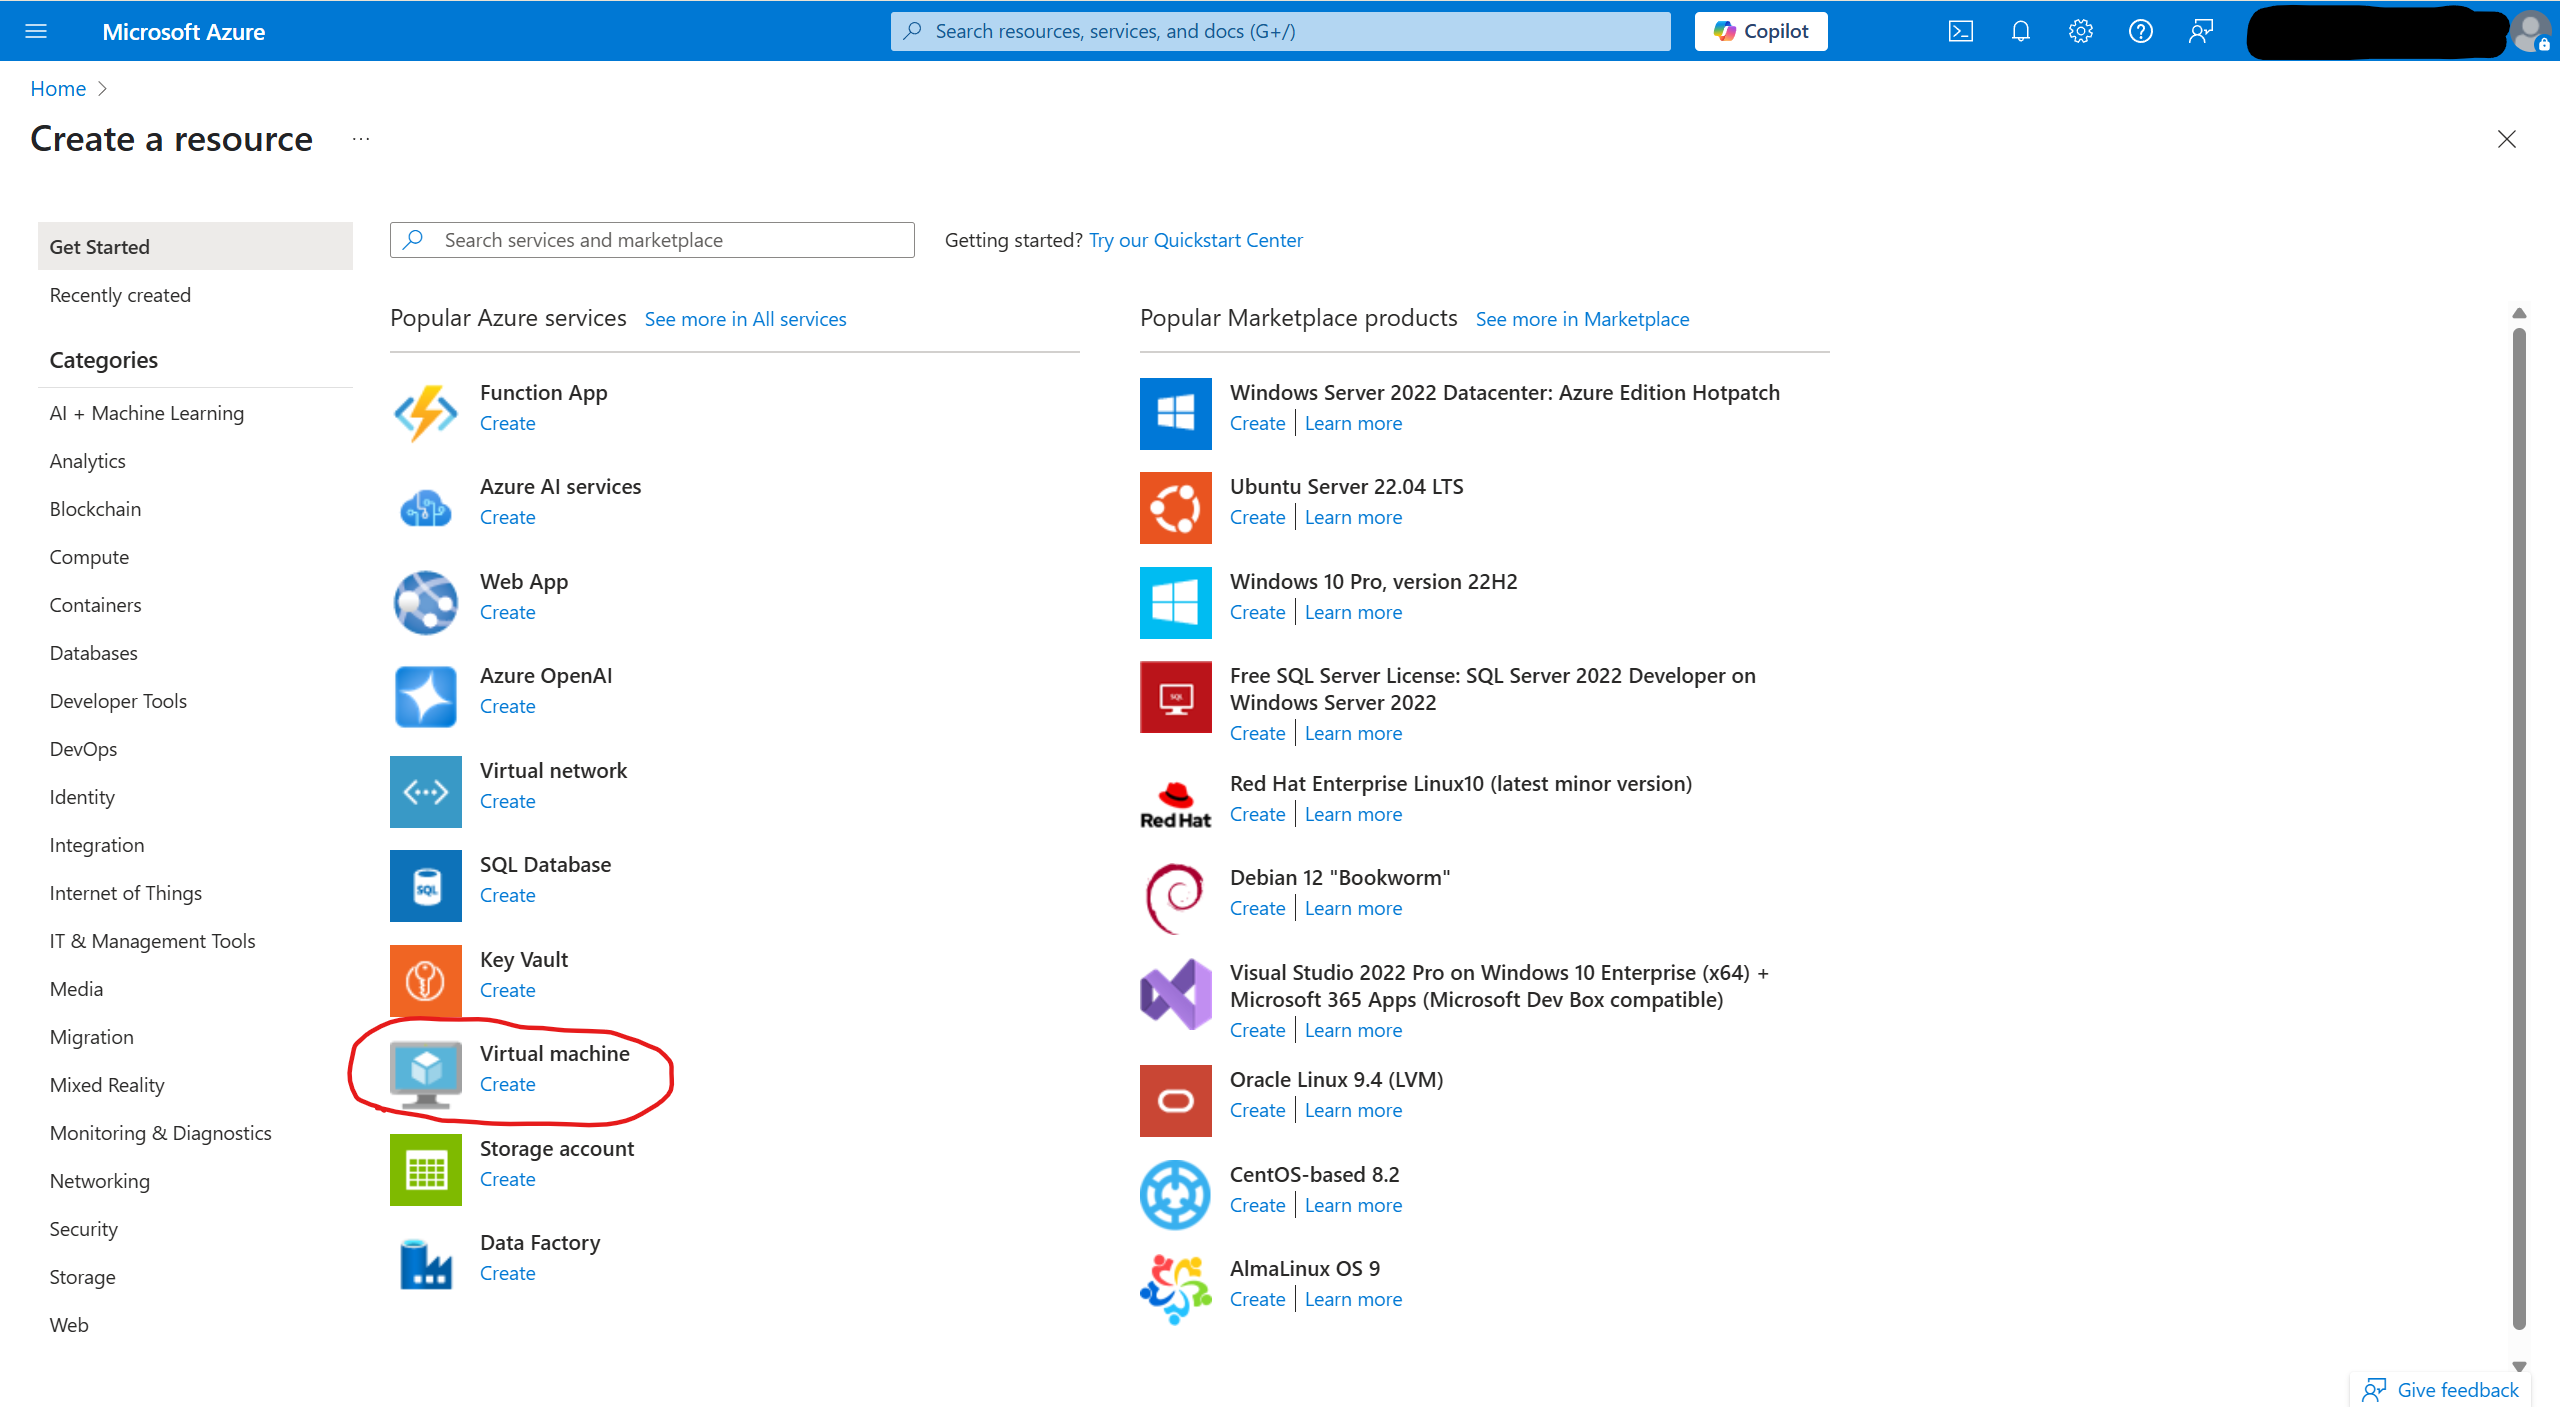 Microsoft Azure
Search resources, services, and docs (G+/)
Copilot
Home
Create a resource
Get Started
Recently created
Categories
AI + Machine Learning
Analytics
Blockchain
Compute
Containers
Databases
Developer Tools
DevOps
Identity
Integration
Internet of Things
IT & Management Tools
Media
Migration
Mixed Reality
Monitoring & Diagnostics
Networking
Security
Storage
Web
Search services and marketplace
Getting started? Try our Quickstart Center
Popular Azure services See more in All services
Function App
Create
Azure AI services
Create
Web App
Create
Azure OpenAI
Create
Virtual network
Create
SQL
SQL Database
Create
Key Vault
Create
Virtual machine
Create
Storage account
Create
Data Factory
Create
Popular Marketplace products See more in Marketplace
Windows Server 2022 Datacenter: Azure Edition Hotpatch
Create | Learn more
Ubuntu Server 22.04 LTS
Create | Learn more
Windows 10 Pro, version 22H2
Create | Learn more
SQL
Free SQL Server License: SQL Server 2022 Developer on
Windows Server 2022
Create | Learn more
Red Hat
Red Hat Enterprise Linux10 (latest minor version)
Create | Learn more
Debian 12 "Bookworm"
Create | Learn more
Visual Studio 2022 Pro on Windows 10 Enterprise (x64) +
Microsoft 365 Apps (Microsoft Dev Box compatible)
Create | Learn more
Oracle Linux 9.4 (LVM)
Create | Learn more
CentOS-based 8.2
Create | Learn more
AlmaLinux OS 9
Create | Learn more
Give feedback